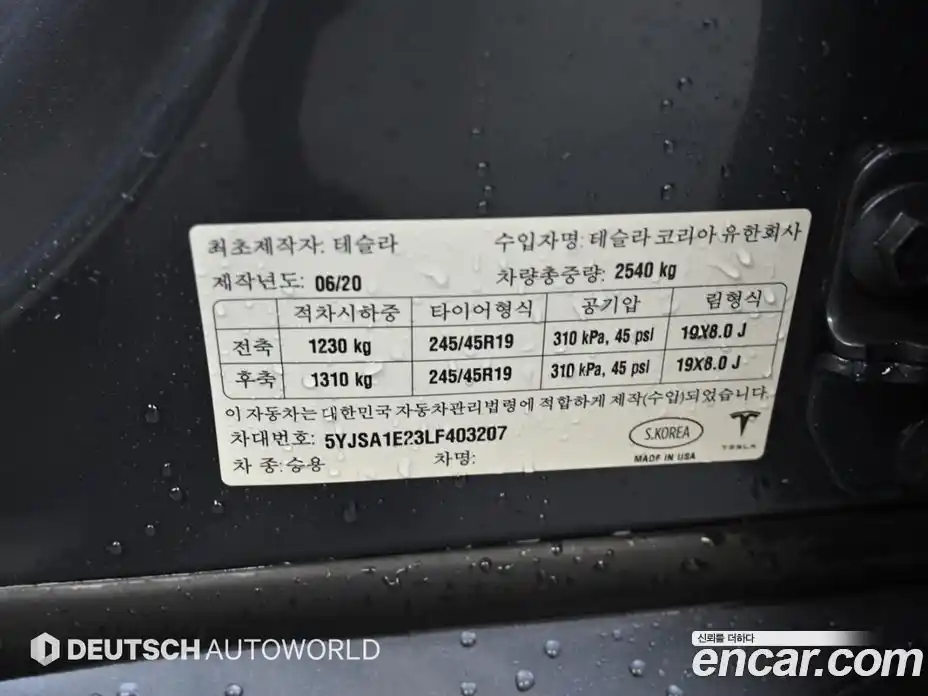 최초제작자: 테슬라 수입자명: 테슬라 코리아 유한회사
제작년도: 06/20 차량총중량: 2540 kg
적차시하중 타이어형식 공기압 림형식
전축 1230 kg 245/45R19 310 kPa, 45 psi 19X8.0 J
후축 1310 kg 245/45R19 310 kPa, 45 psi 19X8.0 J
이 자동차는 대한민국 자동차관리법령에 적합하게 제작(수입)되었습니다.
차대번호: 5YJSA1E23LF403207 S.KOREA TESLA
차 종: 승용 차명: MADE IN USA
DEUTSCH AUTOWORLD
신뢰를 더하다
encar.com